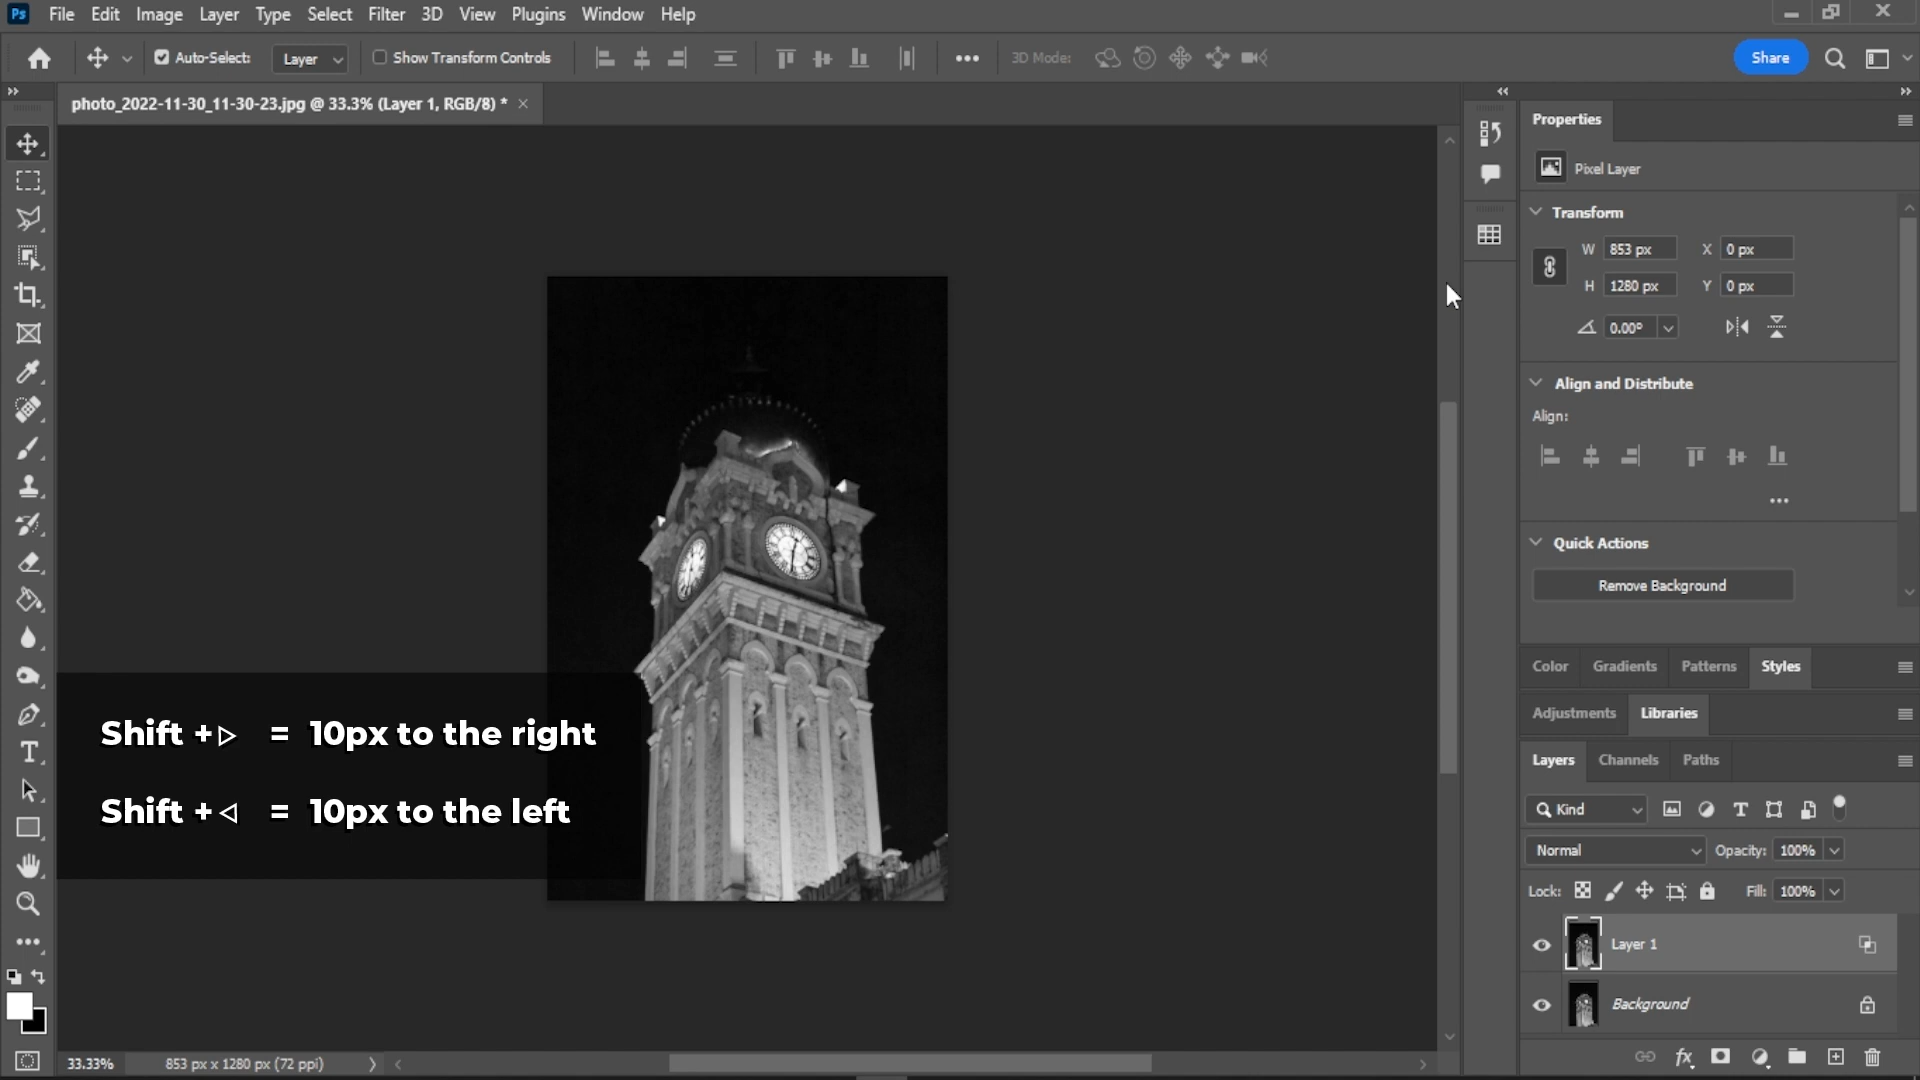 Ps File Edit Image Layer Type Select Filter 3D View Plugins Window Help
Auto-Select: Layer Show Transform Controls 3D Mode: Share
photo_2022-11-30_11-30-23.jpg @ 33.3% (Layer 1, RGB/8) *
Properties
Pixel Layer
Transform
W 853 px X 0 px
H 1280 px Y 0 px
0.00°
Align and Distribute
Align:
Quick Actions
Remove Background
Color Gradients Patterns Styles
Adjustments Libraries
Layers Channels Paths
Kind
Normal Opacity: 100%
Lock: Fill: 100%
Layer 1
Background
Shift +▷ = 10px to the right
Shift +◁ = 10px to the left
33.33% 853 px x 1280 px (72 ppi)